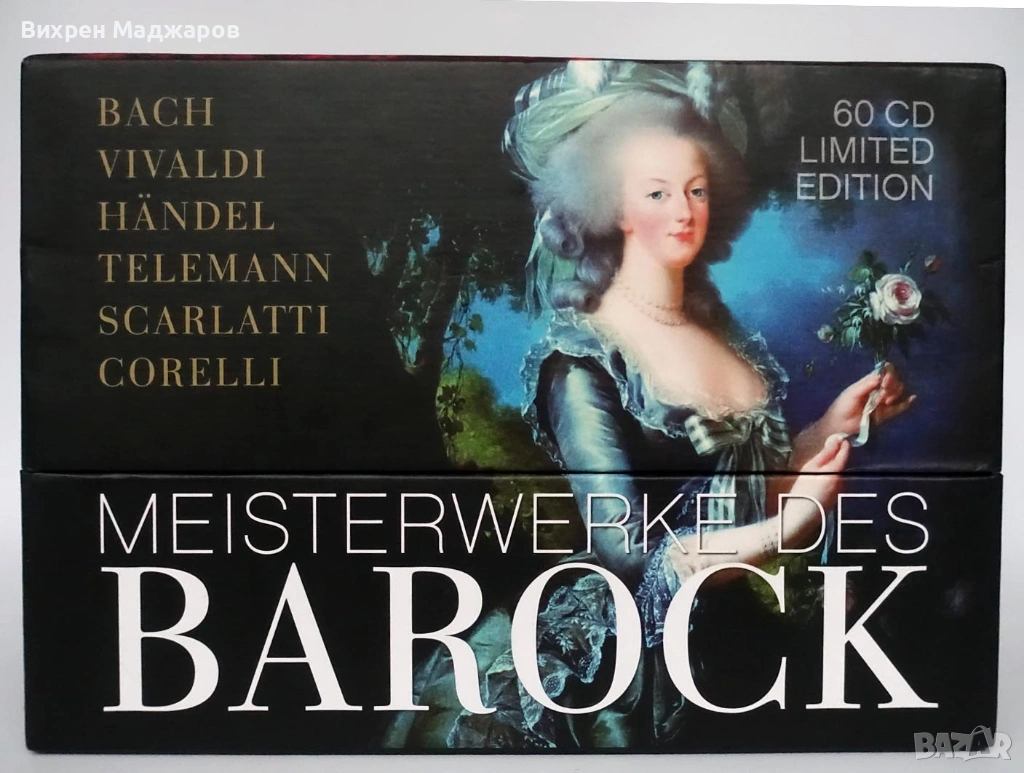 Вихрен Маджаров
BACH
VIVALDI
HÄNDEL
TELEMANN
SCARLATTI
CORELLI
60 CD
LIMITED
EDITION
MEISTERWERKE DES
BAROCK
BAZAR